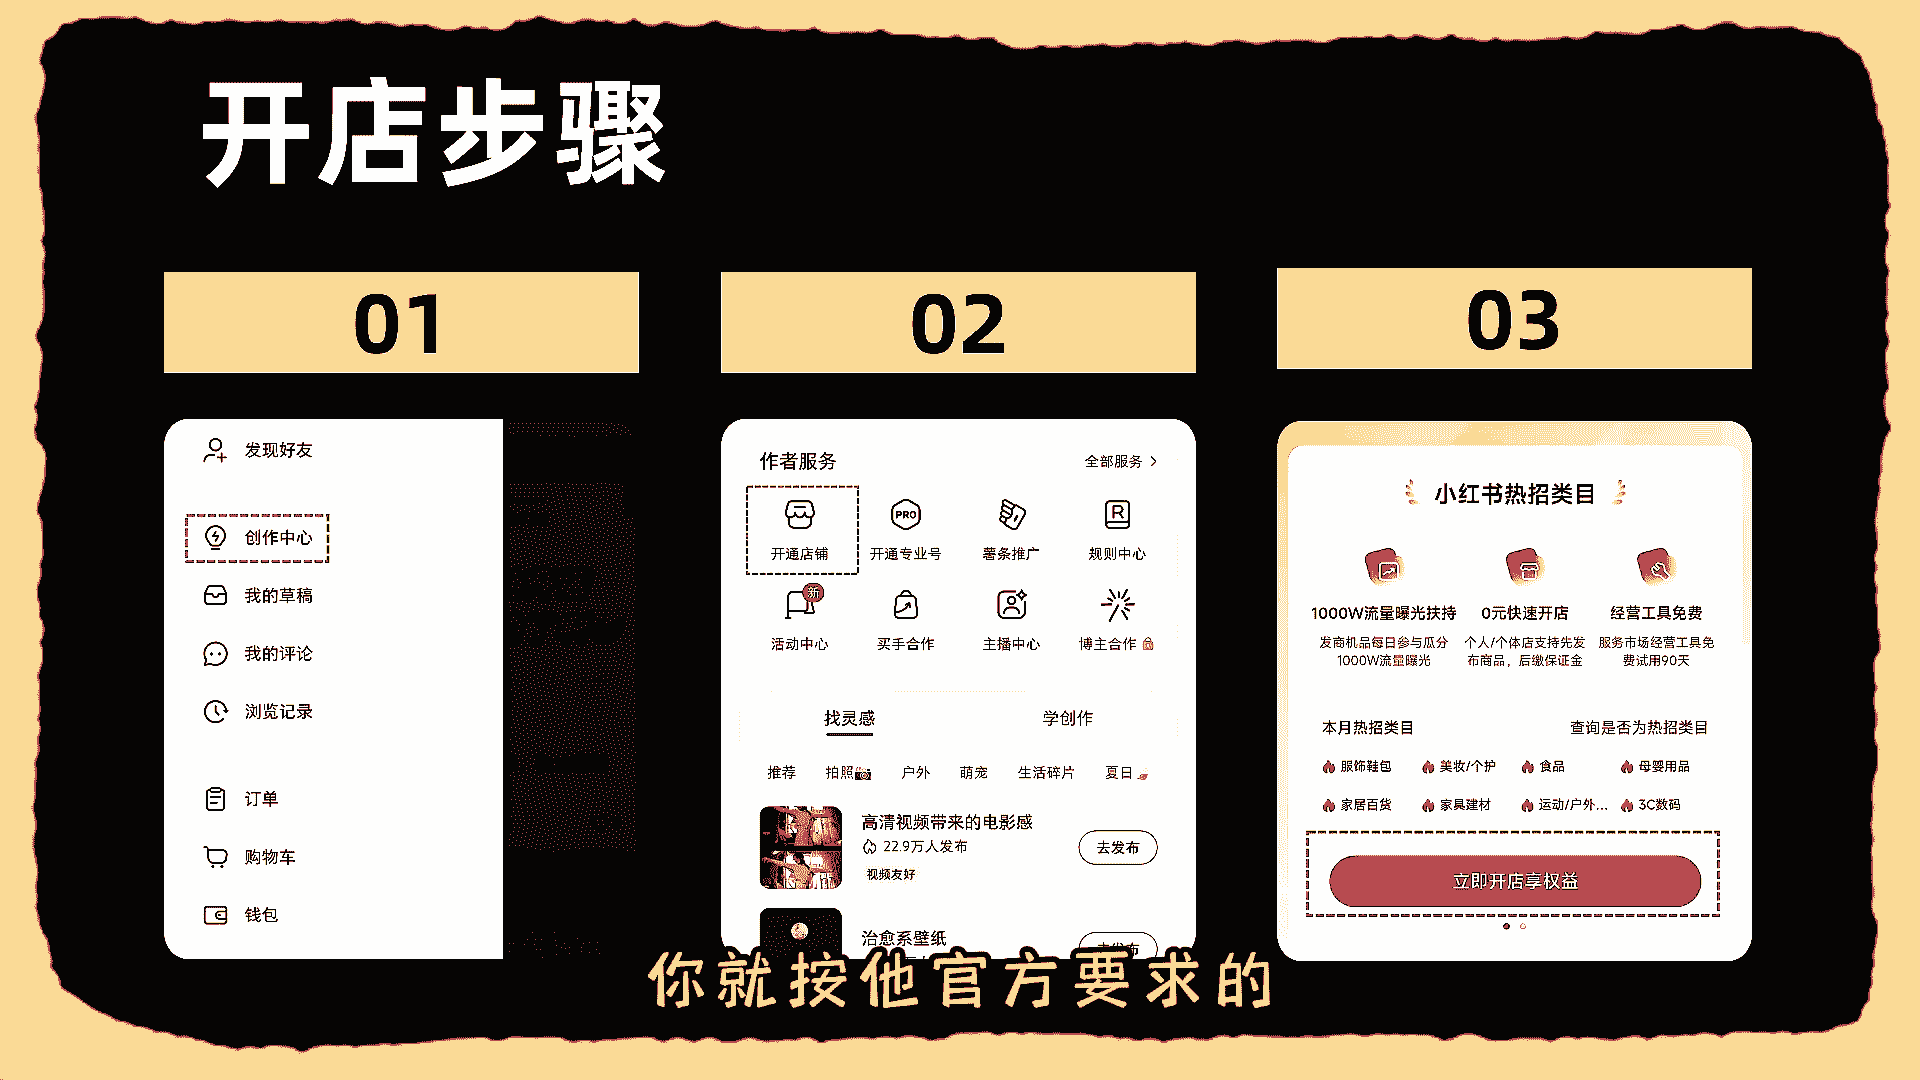 开店步骤
01
02
03
发现好友
创作中心
我的草稿
我的评论
浏览记录
订单
购物车
钱包
作者服务
全部服务
开通店铺
PRO
开通专业号
薯条推广
R
规则中心
新
活动中心
买手合作
主播中心
博主合作
找灵感
学创作
推荐 拍照 户外 萌宠 生活碎片 夏日
高清视频带来的电影感
22.9万人发布
视频友好
去发布
治愈系壁纸
去发布
小红书热招类目
1000W流量曝光扶持
发商机品每日参与瓜分
1000W流量曝光
0元快速开店
个人/个体店支持先发
布商品，后缴保证金
经营工具免费
服务市场经营工具免
费试用90天
本月热招类目
查询是否为热招类目
服饰鞋包 美妆/个护 食品 母婴用品
家居百货 家具建材 运动/户外... 3C数码
立即开店享权益
你就按他官方要求的